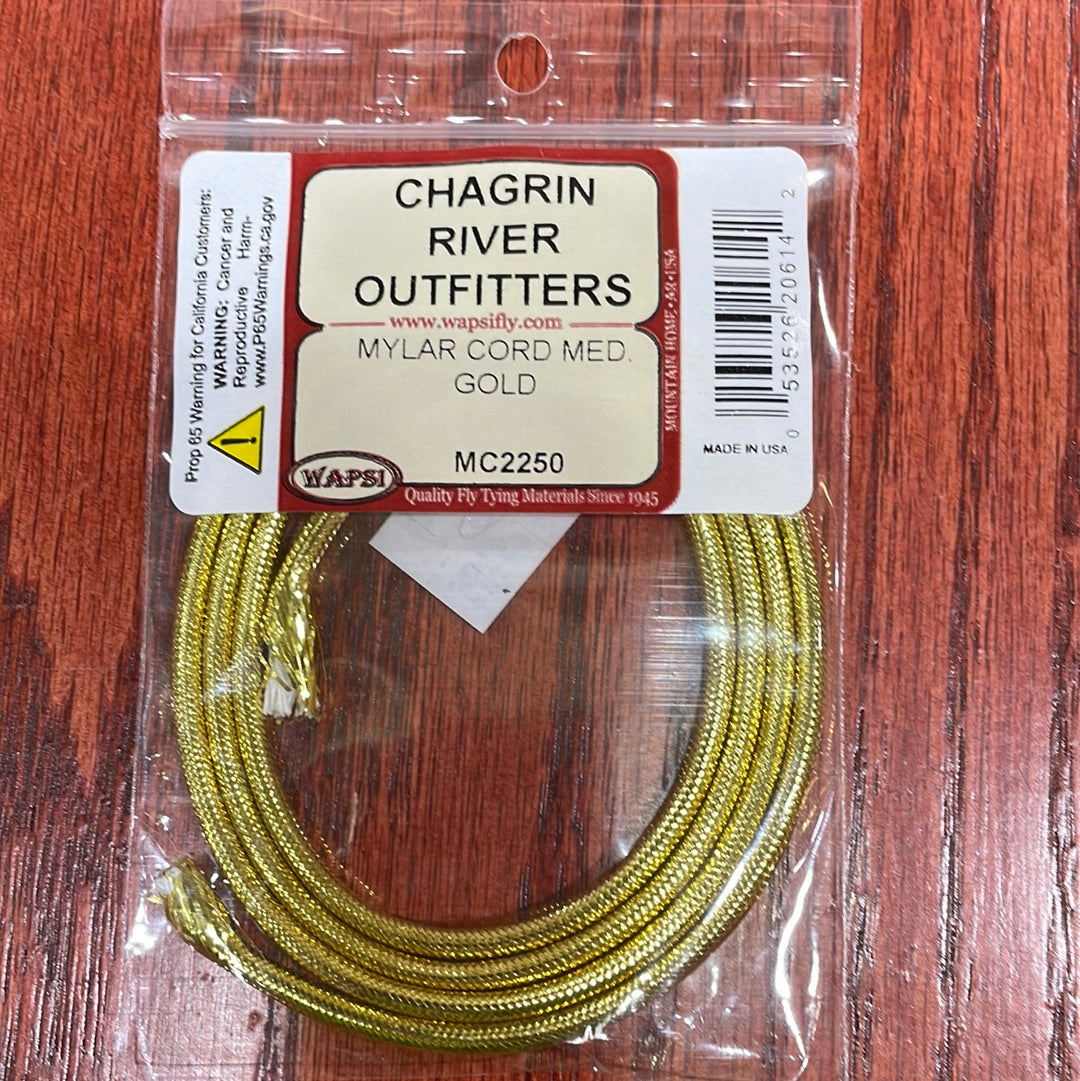 Prop 65 Warning for California Customers:
WARNING: Cancer and
Reproductive Harm-
www.P65Warnings.ca.gov
CHAGRIN
RIVER
OUTFITTERS
www.wapsifly.com
MYLAR CORD MED.
GOLD
MC2250
WAPSI
Quality Fly Tying Materials Since 1945
MOUNTAIN HOME•AR•USA
0 53526 20614 2
MADE IN USA